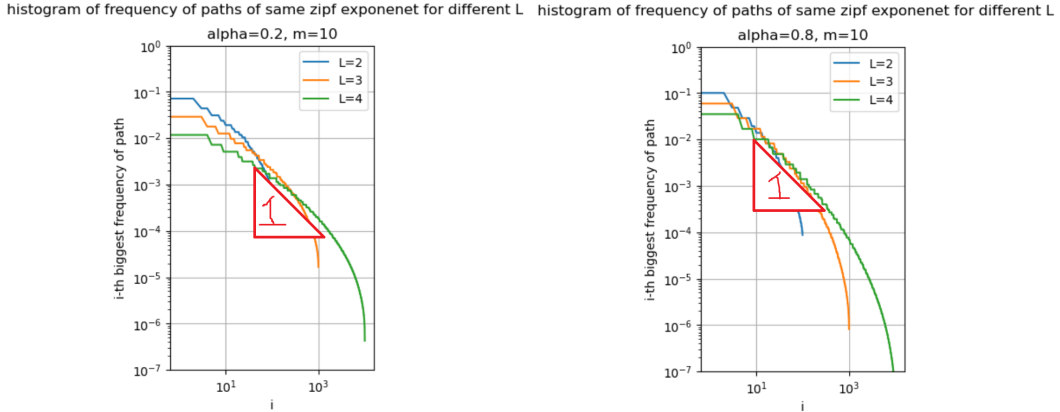 histogram of frequency of paths of same zipf exponenet for different L
alpha=0.2, m=10
10^0
10^-1
10^-2
10^-3
10^-4
10^-5
10^-6
10^-7
i-th biggest frequency of path
L=2
L=3
L=4
1
10^1
10^3
i
histogram of frequency of paths of same zipf exponenet for different L
alpha=0.8, m=10
10^0
10^-1
10^-2
10^-3
10^-4
10^-5
10^-6
10^-7
i-th biggest frequency of path
L=2
L=3
L=4
1
10^1
10^3
i